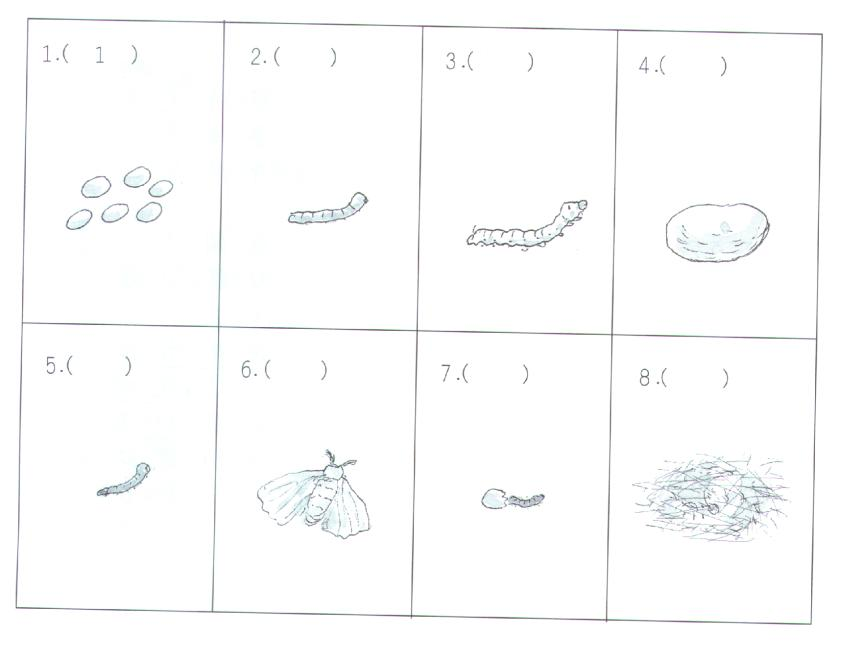 1.( 1 ) 2.( ) 3.( ) 4.( )
5.( ) 6.( ) 7.( ) 8.( )